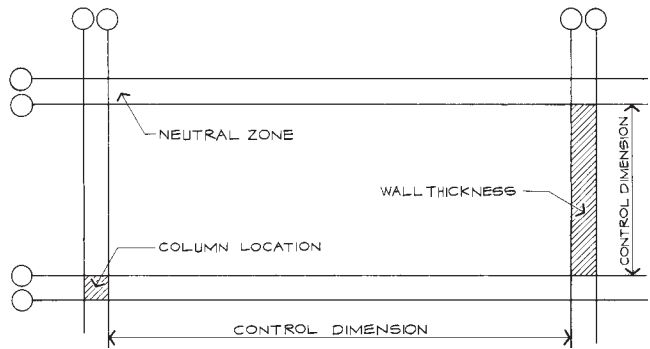 NEUTRAL ZONE
WALL THICKNESS
CONTROL DIMENSION
COLUMN LOCATION
CONTROL DIMENSION